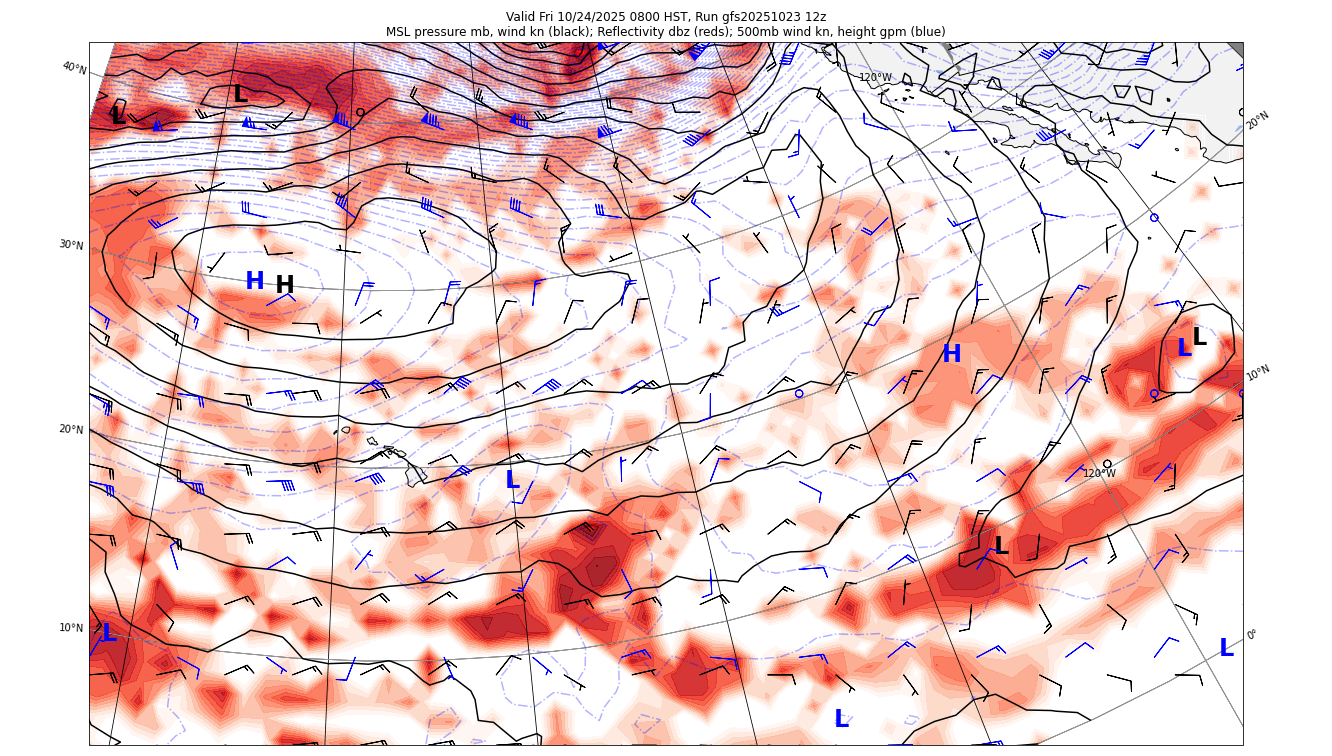 Valid Fri 10/24/2025 0800 HST, Run gfs20251023 12z
MSL pressure mb, wind kn (black); Reflectivity dbz (reds); 500mb wind kn, height gpm (blue)
40°N
120°W
20°N
L
L
30°N
H
H
L
L
H
10°N
20°N
120°W
L
L
10°N
L
0°
L
L